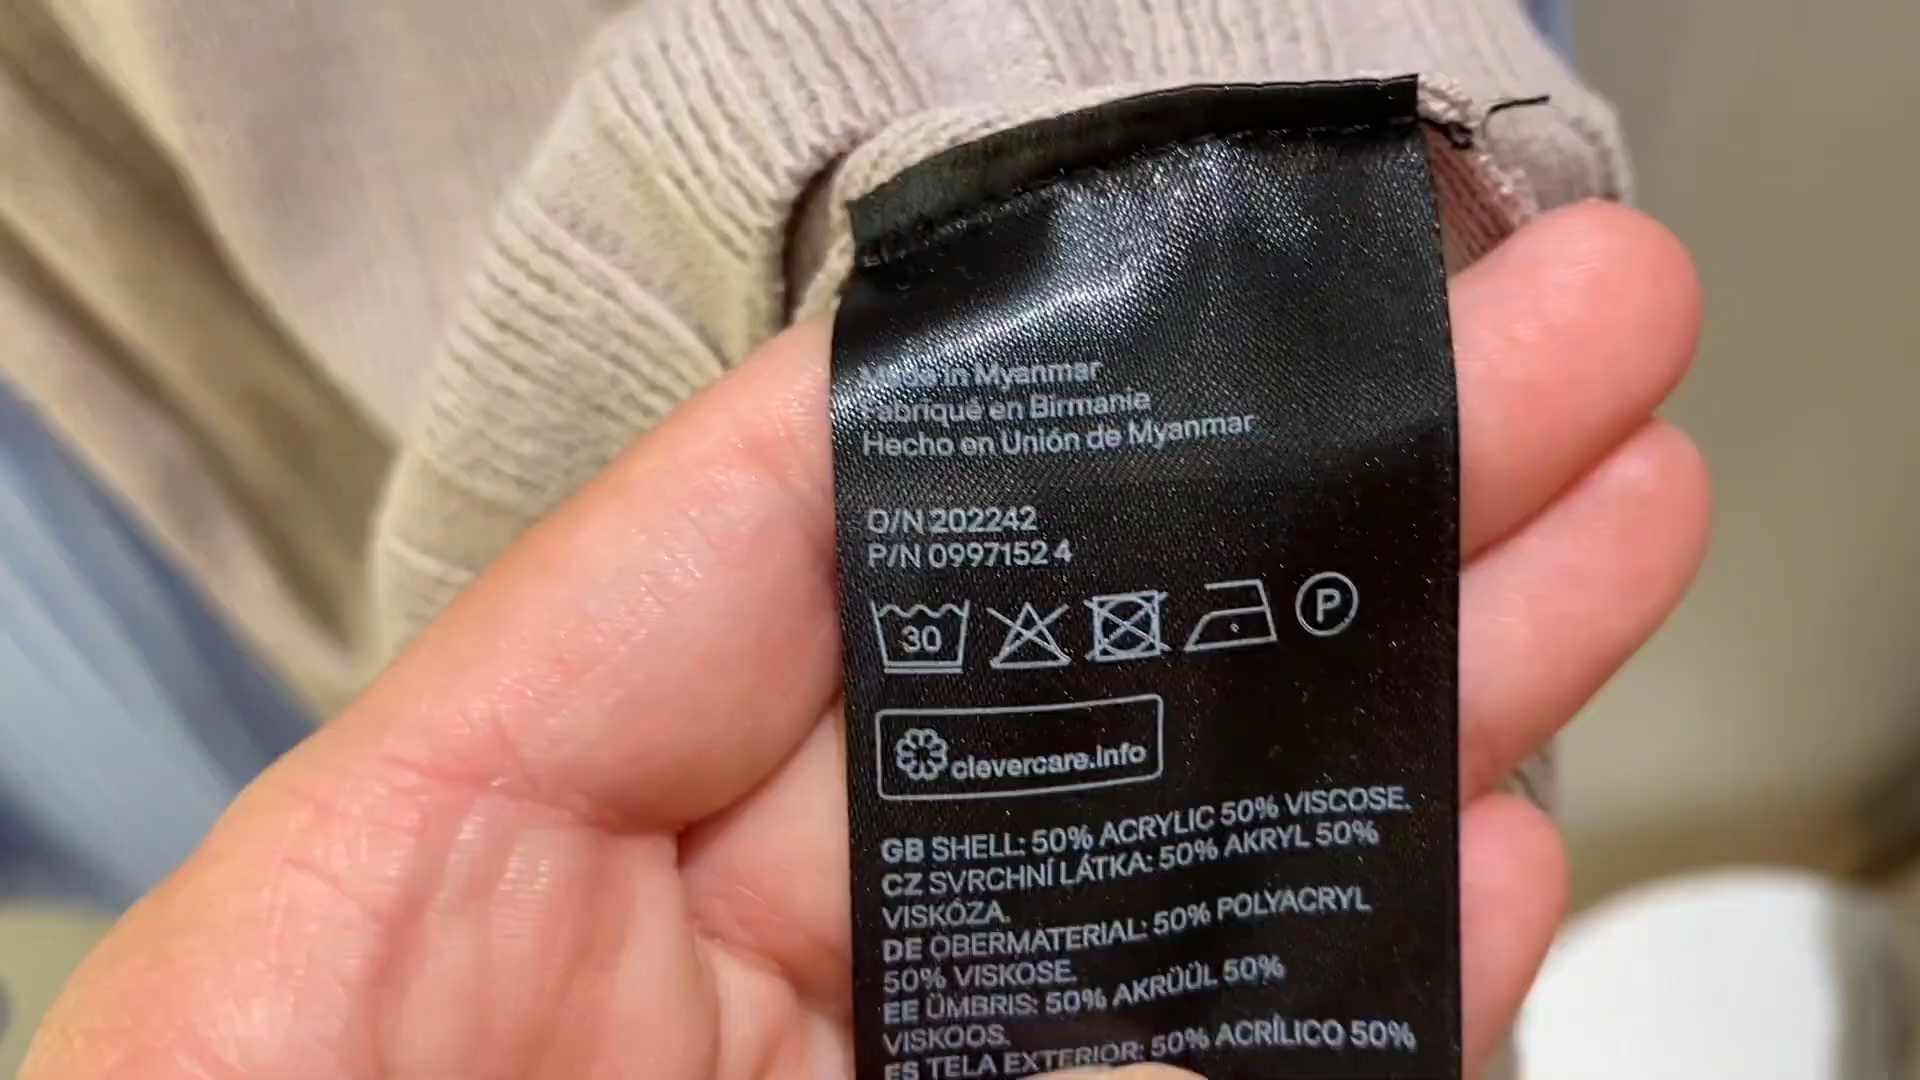 Made in Myanmar
Fabriqué en Birmanie
Hecho en Unión de Myanmar
O/N 202242
P/N 0997152 4
30
P
clevercare.info
GB SHELL: 50% ACRYLIC 50% VISCOSE.
CZ SVRCHNÍ LÁTKA: 50% AKRYL 50%
VISKÓZA.
DE OBERMATERIAL: 50% POLYACRYL
50% VISKOSE.
EE ÜMBRIS: 50% AKRÜÜL 50%
VISKOOS.
ES TELA EXTERIOR: 50% ACRÍLICO 50%